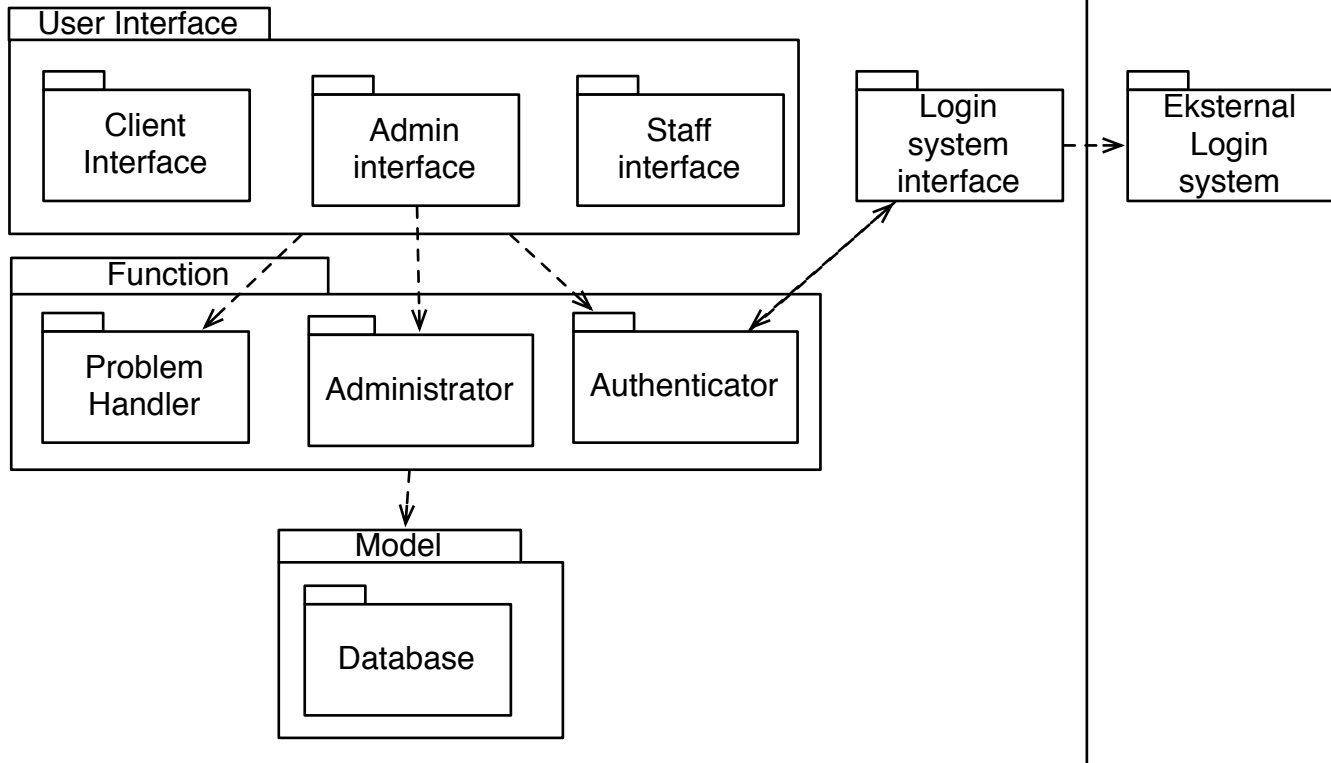 User Interface
Client
Interface
Admin
interface
Staff
interface
Login
system
interface
Eksternal
Login
system
Function
Problem
Handler
Administrator
Authenticator
Model
Database